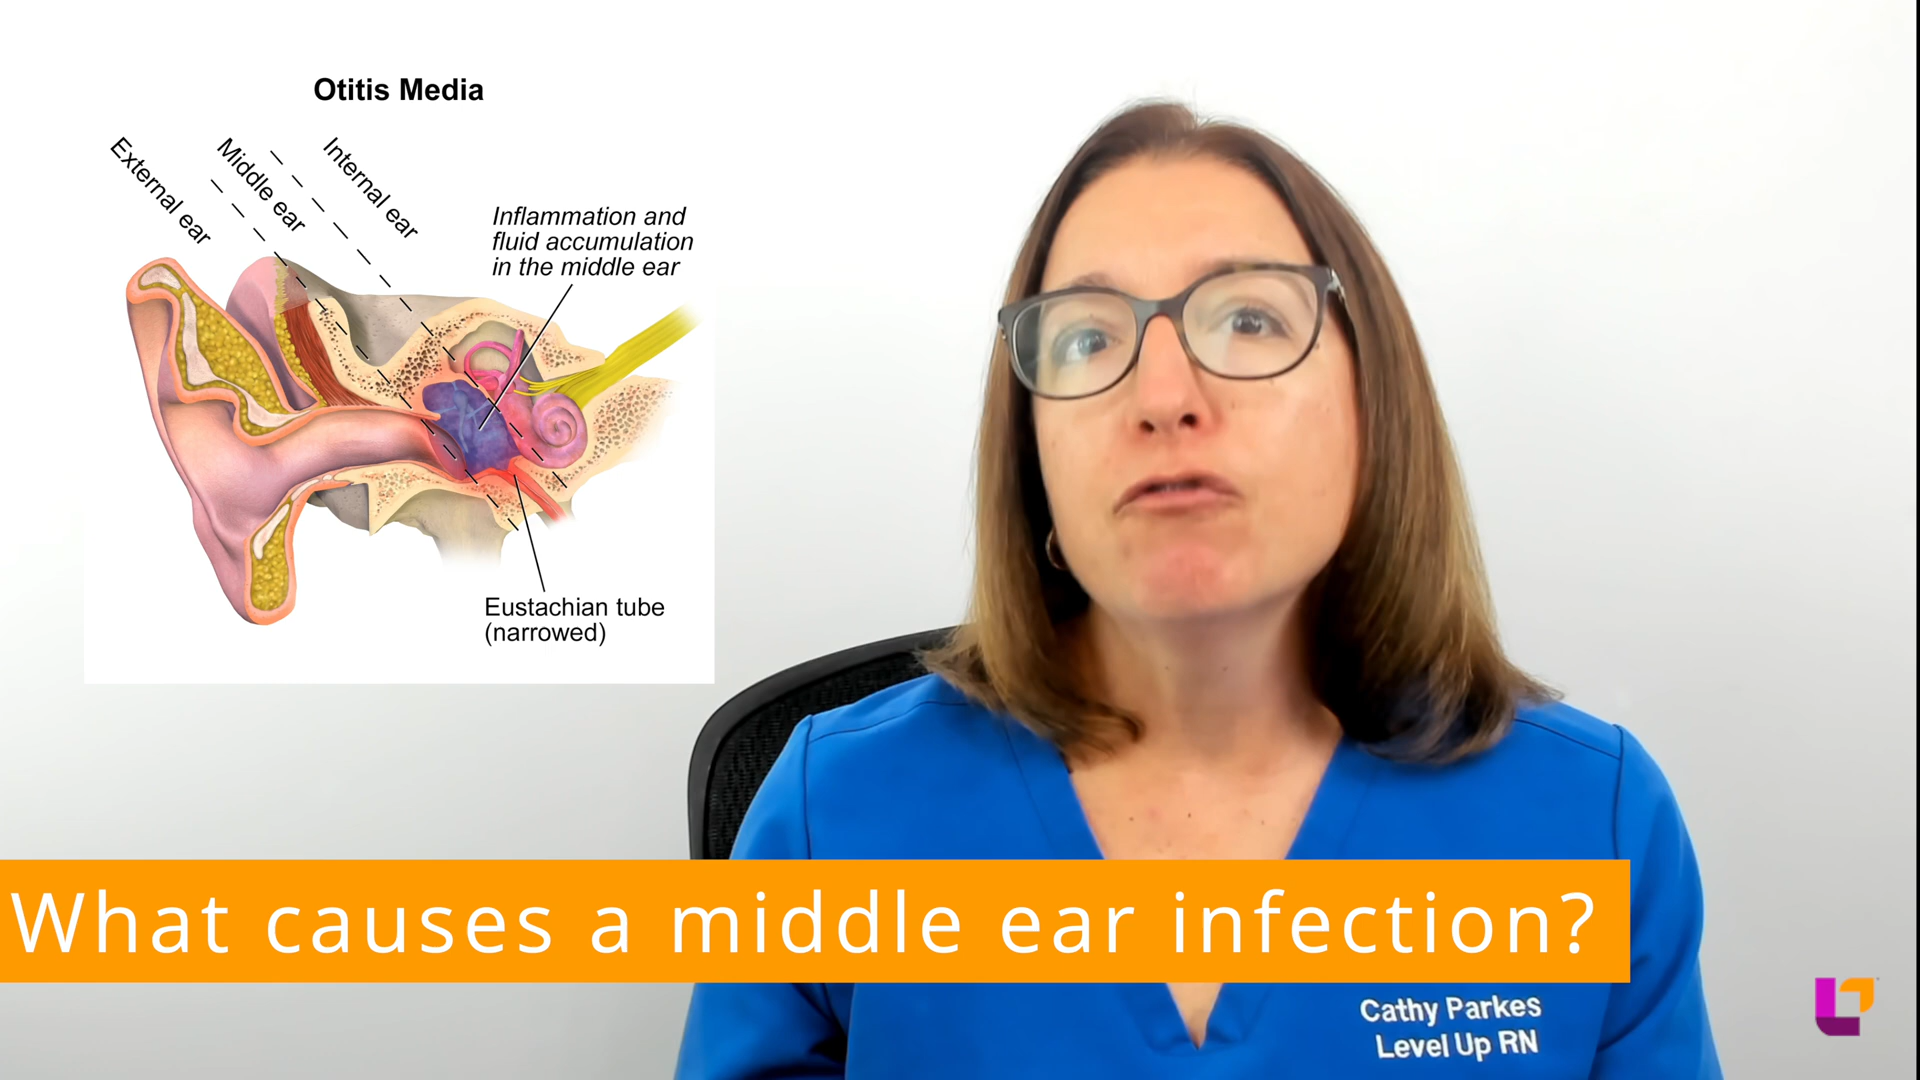 Otitis Media
External ear
Middle ear
Internal ear
Inflammation and
fluid accumulation
in the middle ear
Eustachian tube
(narrowed)
What causes a middle ear infection?
Cathy Parkes
Level Up RN